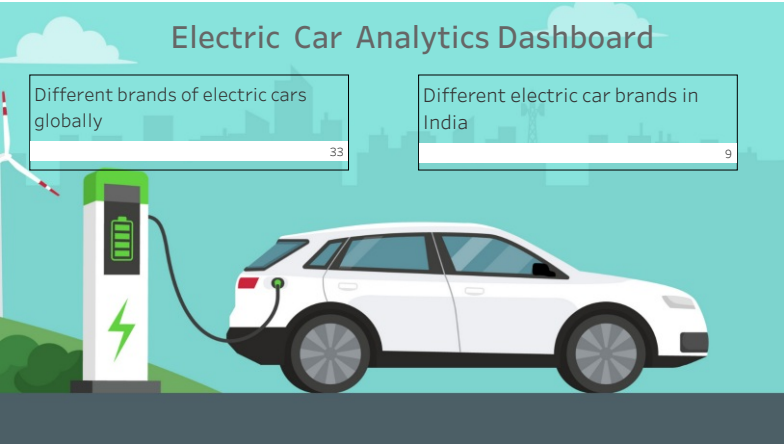 Electric Car Analytics Dashboard
Different brands of electric cars
globally
33
Different electric car brands in
India
9